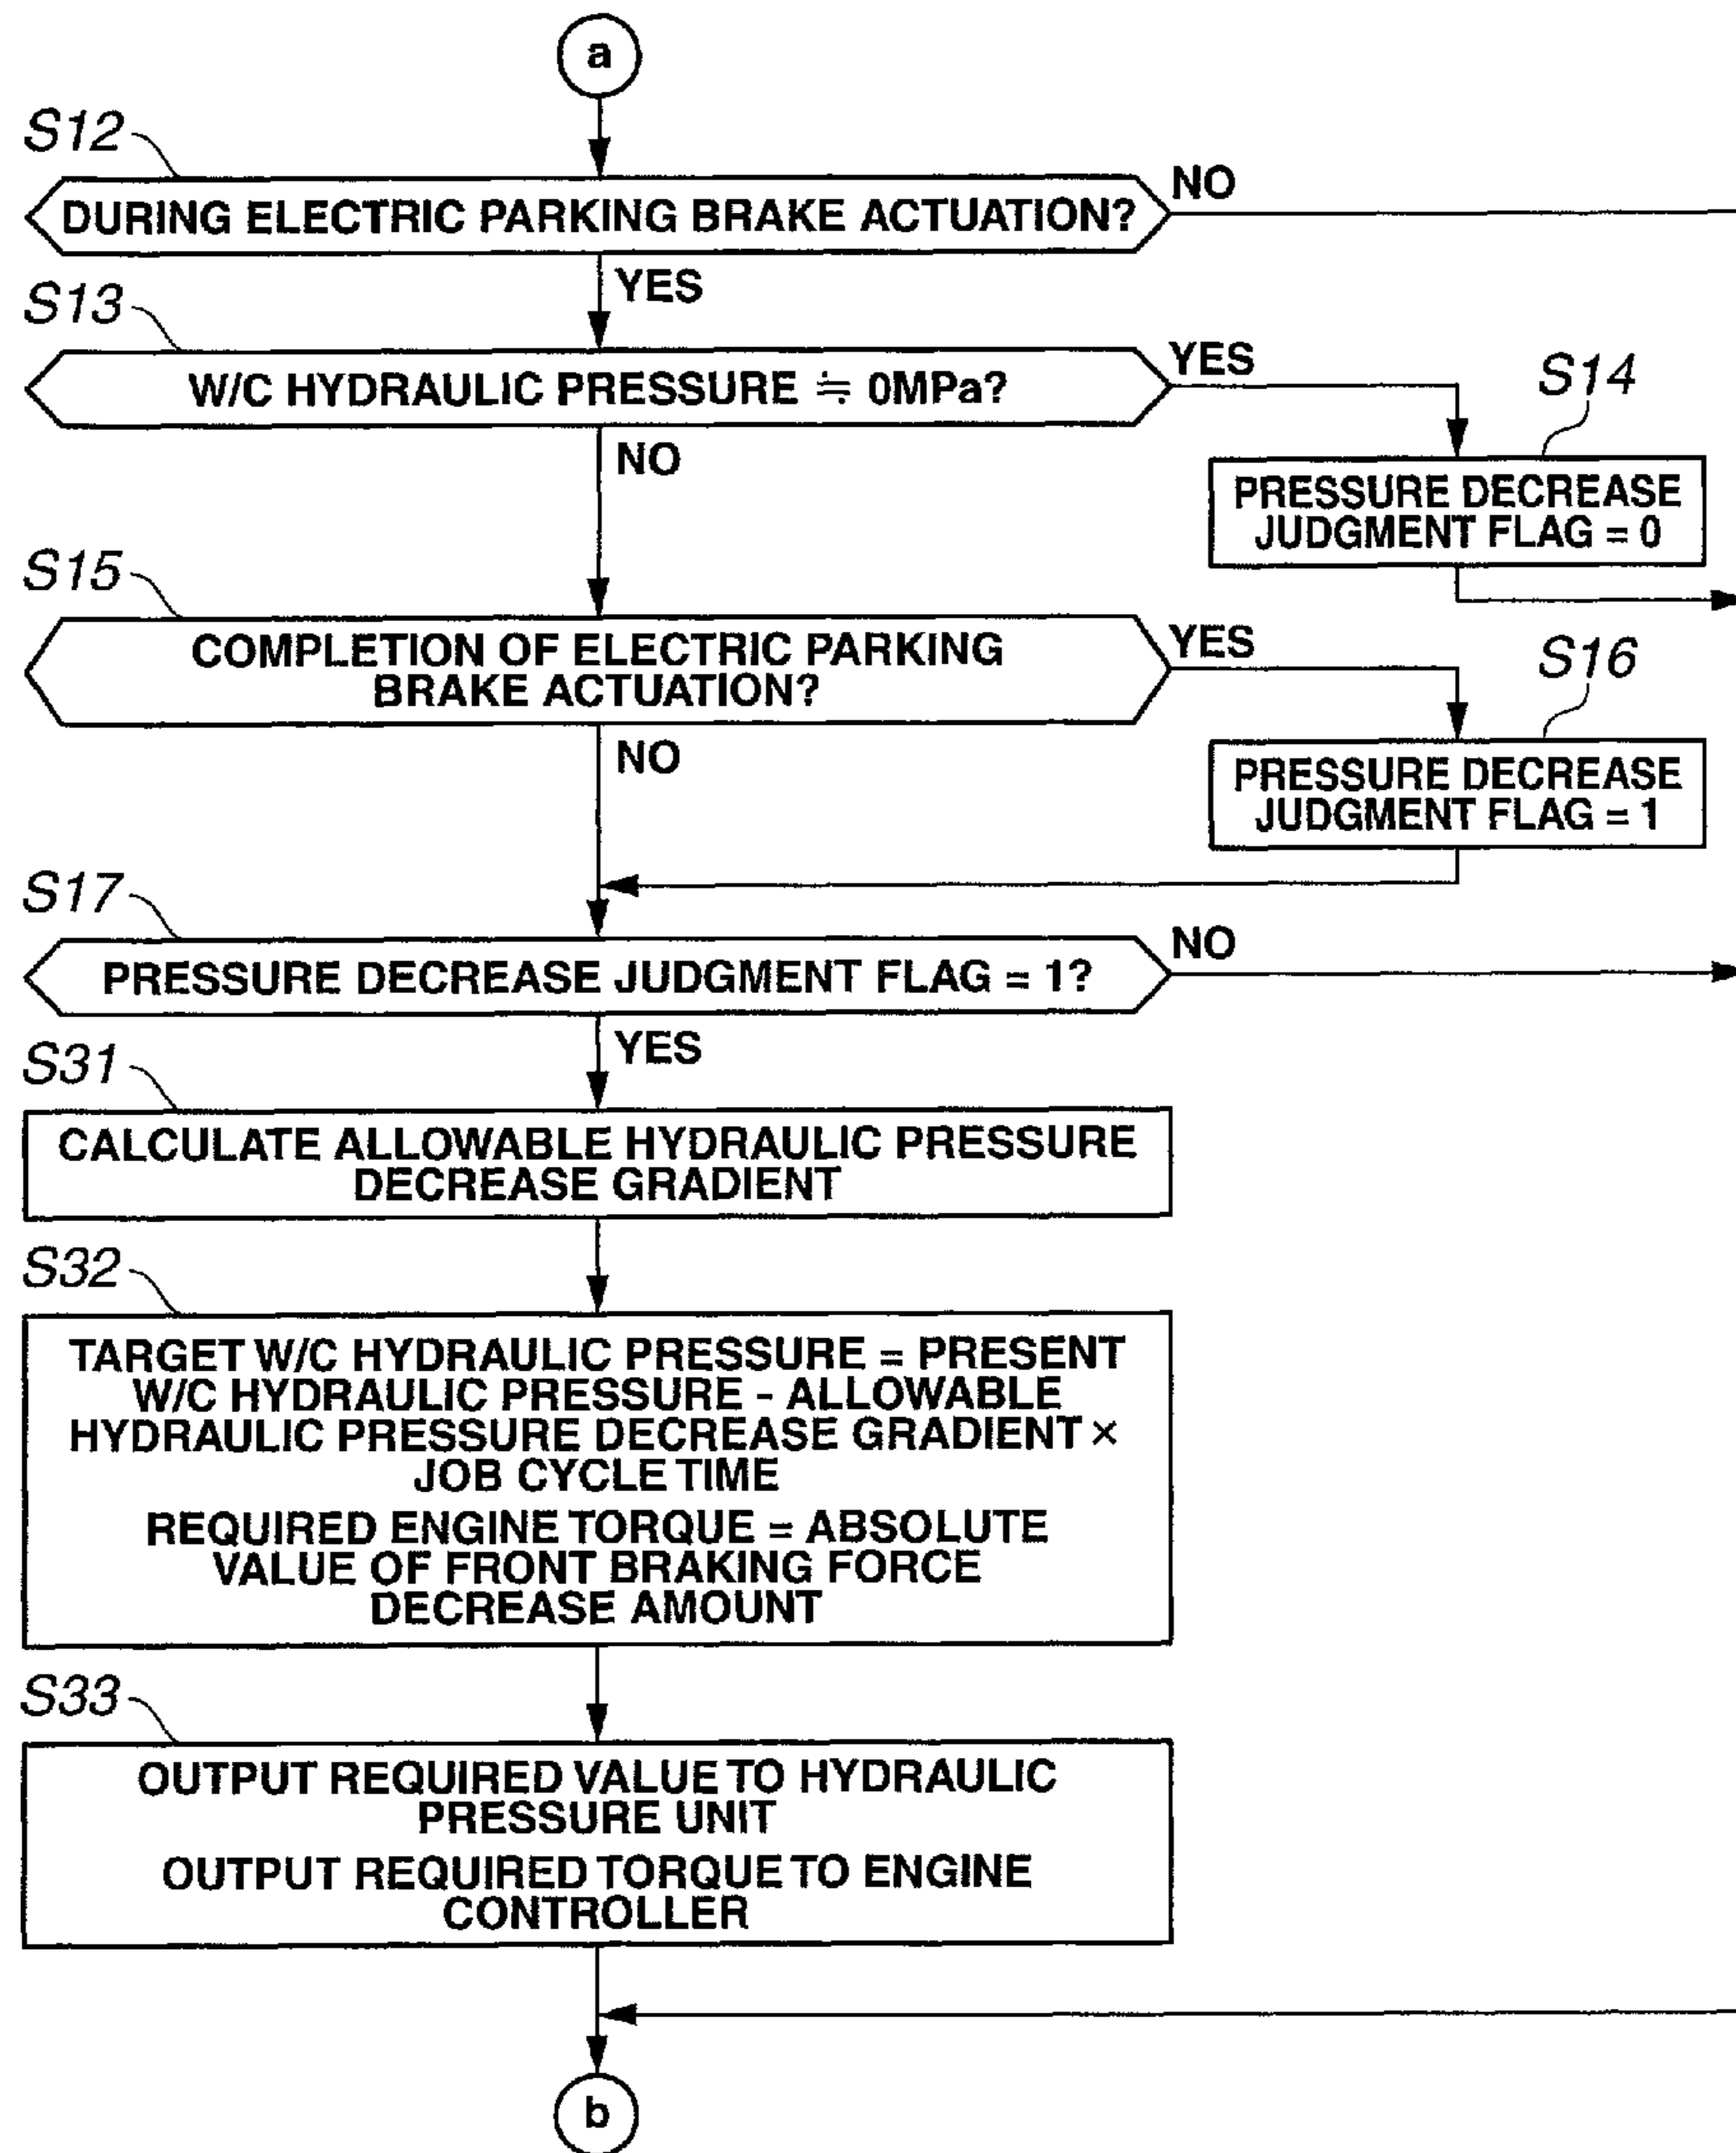 a
S12
DURING ELECTRIC PARKING BRAKE ACTUATION?
NO
YES
S13
W/C HYDRAULIC PRESSURE ≒ 0MPa?
YES
NO
S14
PRESSURE DECREASE
JUDGMENT FLAG = 0
S15
COMPLETION OF ELECTRIC PARKING
BRAKE ACTUATION?
YES
NO
S16
PRESSURE DECREASE
JUDGMENT FLAG = 1
S17
PRESSURE DECREASE JUDGMENT FLAG = 1?
NO
YES
S31
CALCULATE ALLOWABLE HYDRAULIC PRESSURE
DECREASE GRADIENT
S32
TARGET W/C HYDRAULIC PRESSURE = PRESENT
W/C HYDRAULIC PRESSURE - ALLOWABLE
HYDRAULIC PRESSURE DECREASE GRADIENT ×
JOB CYCLE TIME
REQUIRED ENGINE TORQUE = ABSOLUTE
VALUE OF FRONT BRAKING FORCE
DECREASE AMOUNT
S33
OUTPUT REQUIRED VALUE TO HYDRAULIC
PRESSURE UNIT
OUTPUT REQUIRED TORQUE TO ENGINE
CONTROLLER
b